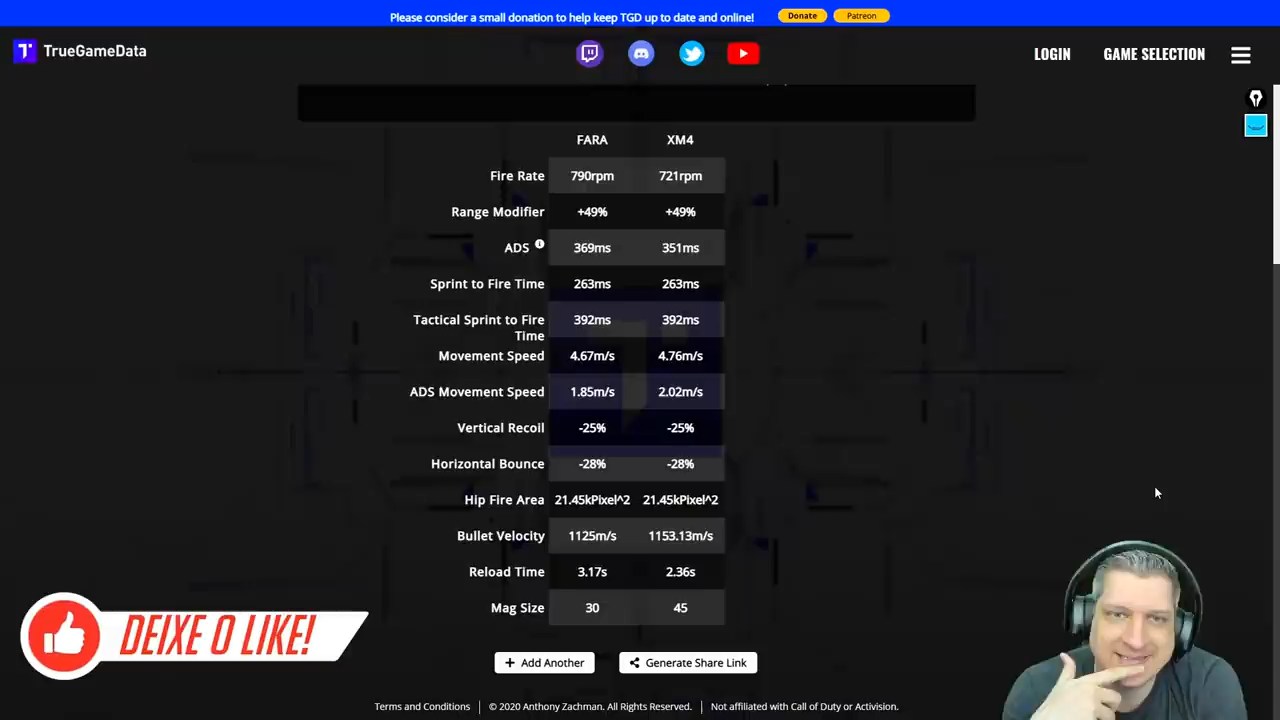 Please consider a small donation to help keep TGD up to date and online! Donate Patreon
TrueGameData LOGIN GAME SELECTION
FARA XM4
Fire Rate 790rpm 721rpm
Range Modifier +49% +49%
ADS 369ms 351ms
Sprint to Fire Time 263ms 263ms
Tactical Sprint to Fire Time 392ms 392ms
Movement Speed 4.67m/s 4.76m/s
ADS Movement Speed 1.85m/s 2.02m/s
Vertical Recoil -25% -25%
Horizontal Bounce -28% -28%
Hip Fire Area 21.45kPixel^2 21.45kPixel^2
Bullet Velocity 1125m/s 1153.13m/s
Reload Time 3.17s 2.36s
Mag Size 30 45
DEIXE O LIKE!
+ Add Another Generate Share Link
Terms and Conditions | © 2020 Anthony Zachman. All Rights Reserved. | Not affiliated with Call of Duty or Activision.